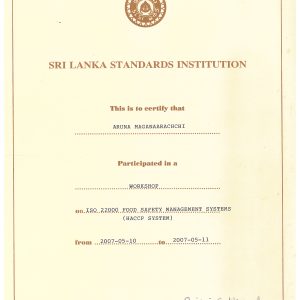 SRI LANKA STANDARDS INSTITUTION
This is to certify that
ARUNA MAGANAARACHCHI
Participated in a
WORKSHOP
on ISO 22000 FOOD SAFETY MANAGEMENT SYSTEMS
(HACCP SYSTEM)
from 2007-05-10 to 2007-05-11